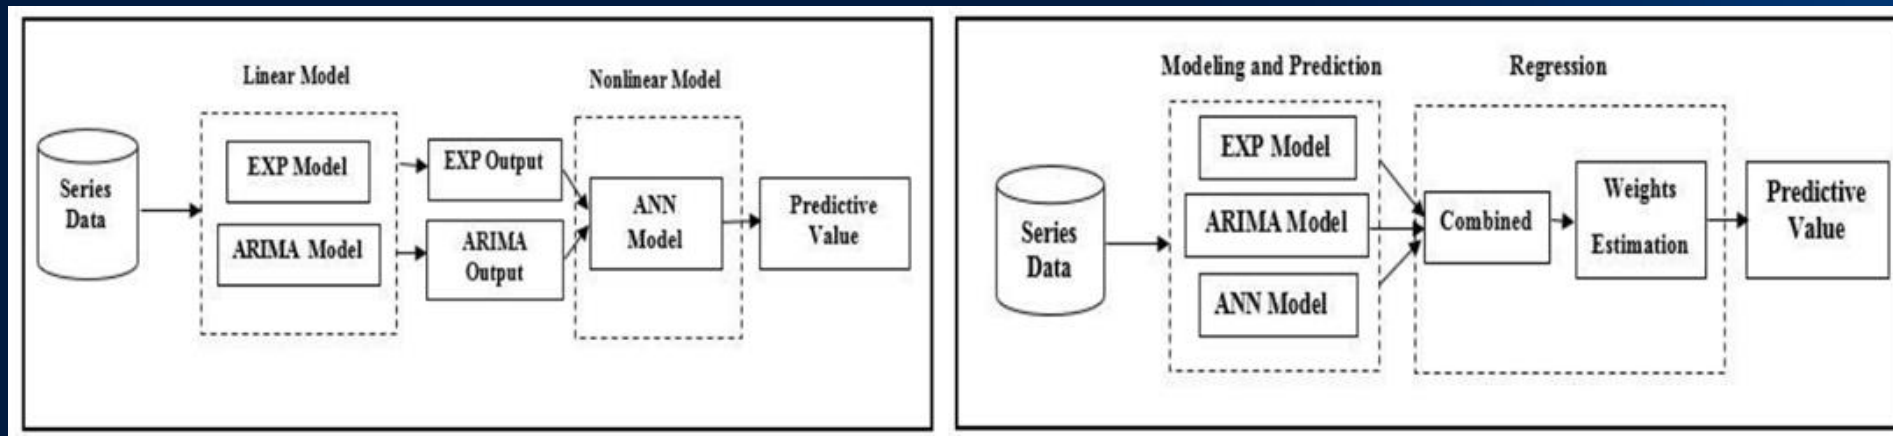 Linear Model
Nonlinear Model
Series
Data
EXP Model
ARIMA Model
EXP Output
ARIMA
Output
ANN
Model
Predictive
Value
Modeling and Prediction
Regression
Series
Data
EXP Model
ARIMA Model
ANN Model
Combined
Weights
Estimation
Predictive
Value